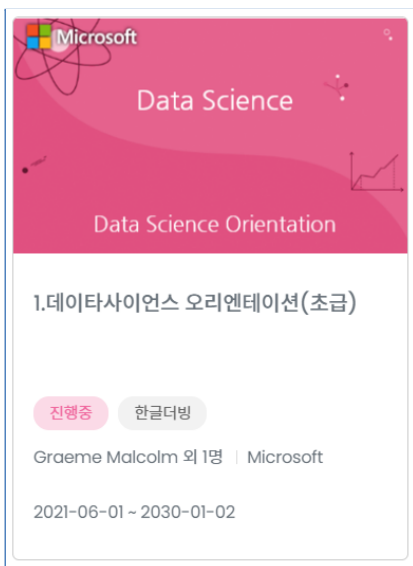 Microsoft
Data Science
Data Science Orientation
1.데이타사이언스 오리엔테이션(초급)
진행중 한글더빙
Graeme Malcolm 외 1명 | Microsoft
2021-06-01 ~ 2030-01-02